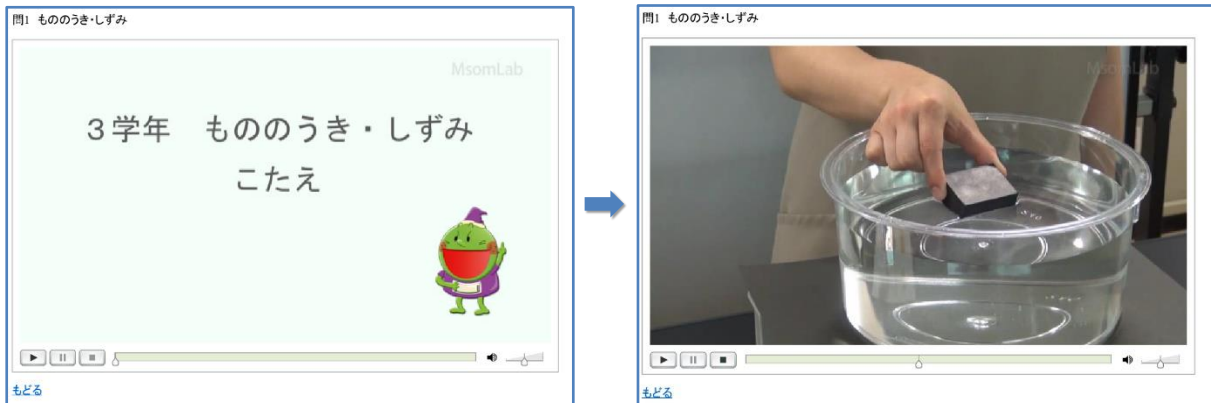 問1 もののうき・しずみ
MsomLab
3学年 もののうき・しずみ
こたえ
もどる
問1 もののうき・しずみ
MsomLab
もどる